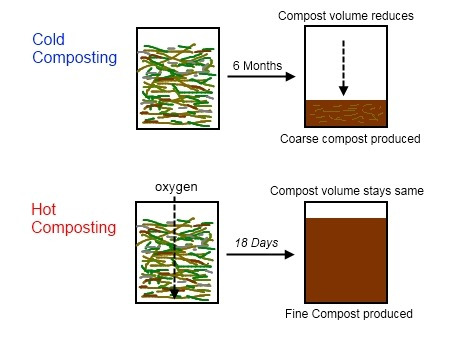 Compost volume reduces
Cold
Composting
6 Months
Coarse compost produced
oxygen
Compost volume stays same
Hot
Composting
18 Days
Fine Compost produced